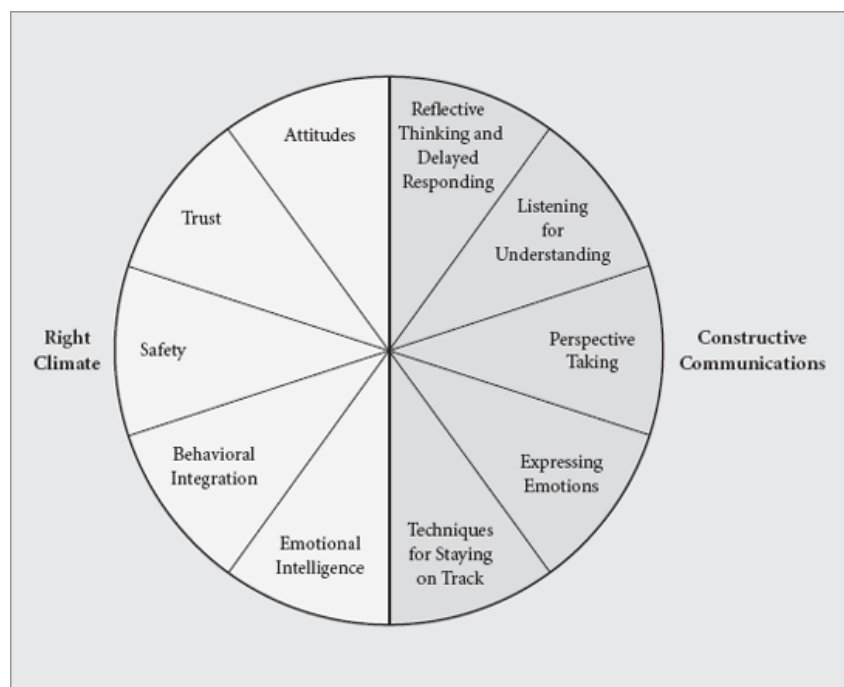 Attitudes
Trust
Right
Climate
Safety
Behavioral
Integration
Emotional
Intelligence
Reflective
Thinking and
Delayed
Responding
Listening
for
Understanding
Perspective
Taking
Constructive
Communications
Expressing
Emotions
Techniques
for Staying
on Track